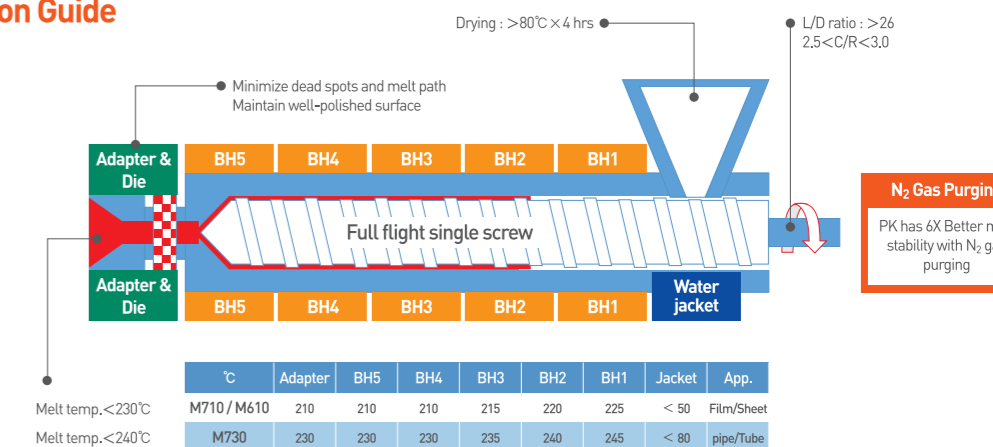 on Guide
Drying : >80℃×4 hrs
L/D ratio : >26
2.5<C/R<3.0
Minimize dead spots and melt path
Maintain well-polished surface
Adapter &
Die
BH5 BH4 BH3 BH2 BH1
Full flight single screw
N₂ Gas Purgin
PK has 6X Better m
stability with N₂ g
purging
Adapter &
Die
BH5 BH4 BH3 BH2 BH1
Water
jacket
℃ Adapter BH5 BH4 BH3 BH2 BH1 Jacket App.
Melt temp.<230℃ M710 / M610 210 210 210 215 220 225 < 50 Film/Sheet
Melt temp.<240℃ M730 230 230 230 235 240 245 < 80 pipe/Tube